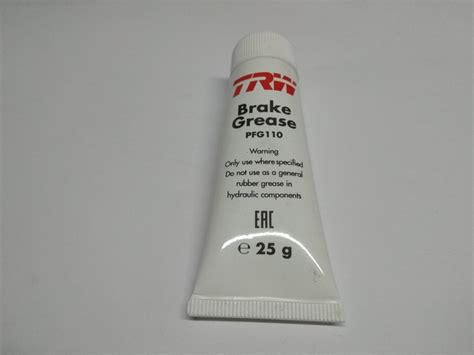 TRW
Brake
Grease
PFG110
Warning
Only use where specified
Do not use as a general
rubber grease in
hydraulic components
EAC
℮ 25 g